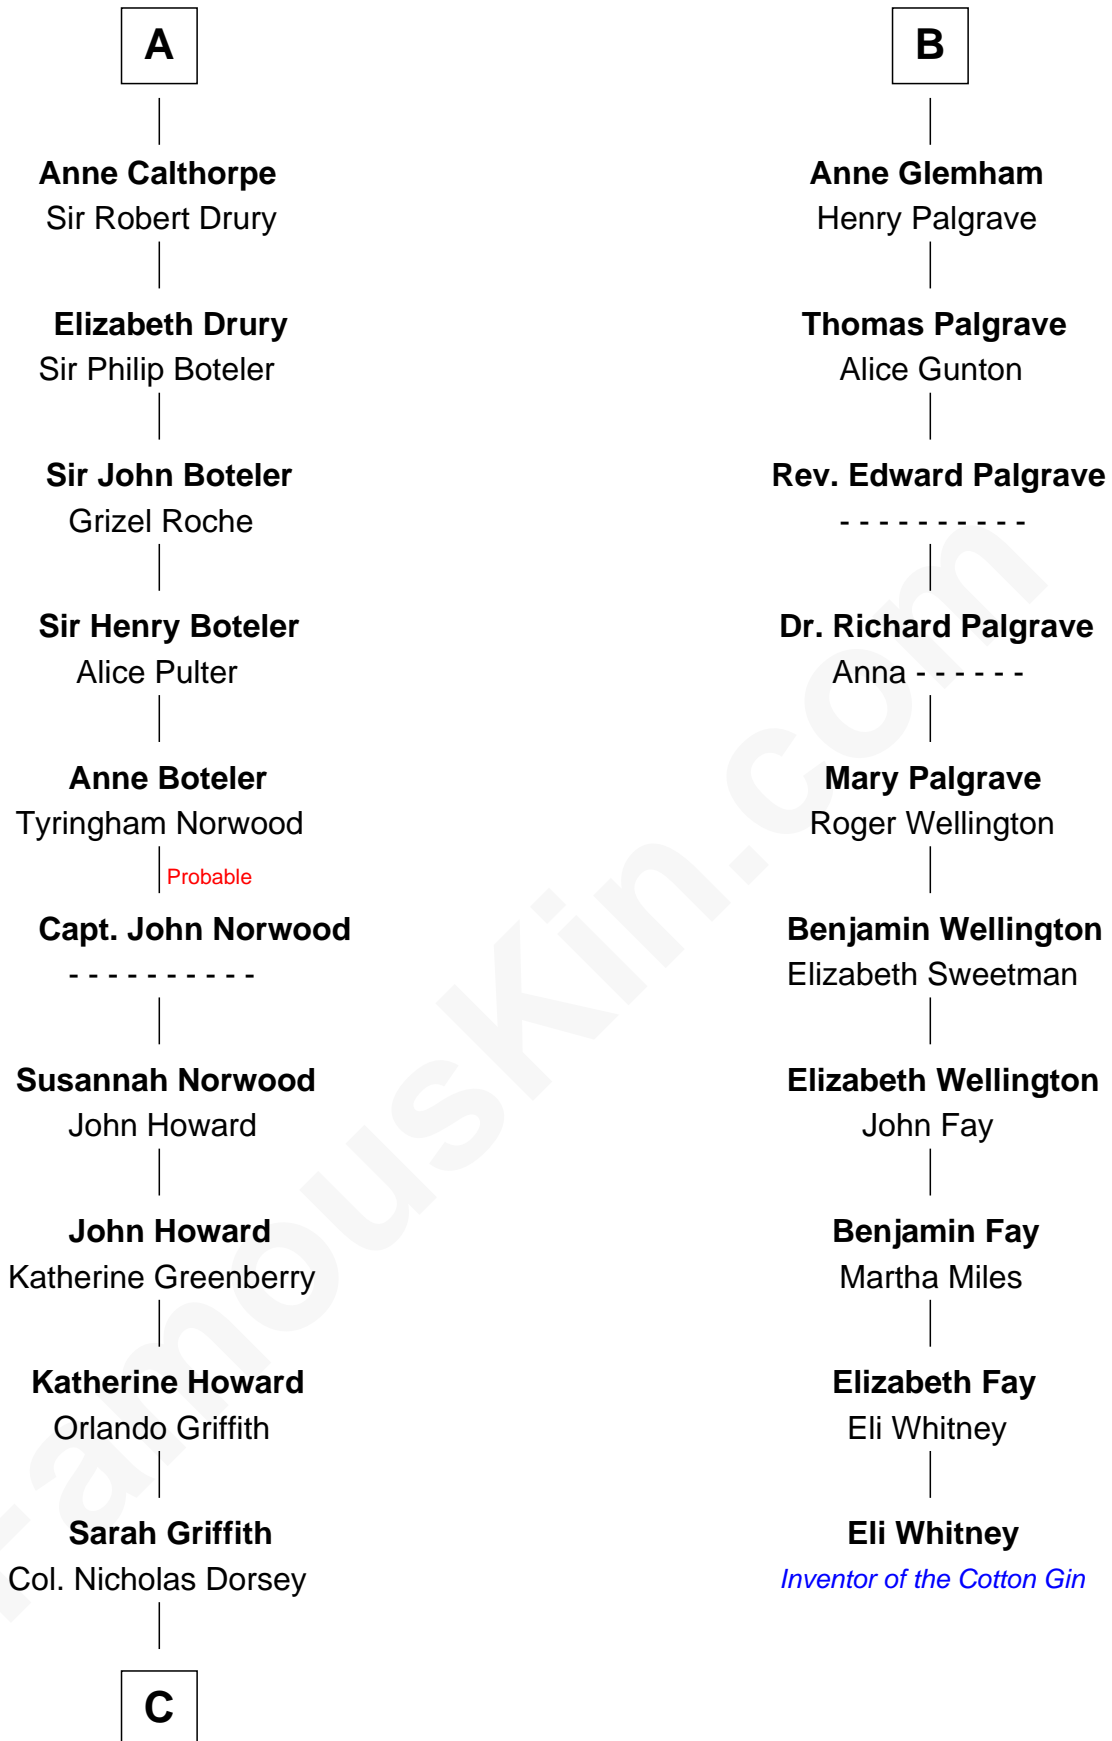 A
Anne Calthorpe
Sir Robert Drury
Elizabeth Drury
Sir Philip Boteler
Sir John Boteler
Grizel Roche
Sir Henry Boteler
Alice Pulter
Anne Boteler
Tyringham Norwood
Probable
Capt. John Norwood
- - - - - - - - - -
Susannah Norwood
John Howard
John Howard
Katherine Greenberry
Katherine Howard
Orlando Griffith
Sarah Griffith
Col. Nicholas Dorsey
C
B
Anne Glemham
Henry Palgrave
Thomas Palgrave
Alice Gunton
Rev. Edward Palgrave
- - - - - - - - - -
Dr. Richard Palgrave
Anna - - - - - -
Mary Palgrave
Roger Wellington
Benjamin Wellington
Elizabeth Sweetman
Elizabeth Wellington
John Fay
Benjamin Fay
Martha Miles
Elizabeth Fay
Eli Whitney
Eli Whitney
Inventor of the Cotton Gin
FamousKin.com